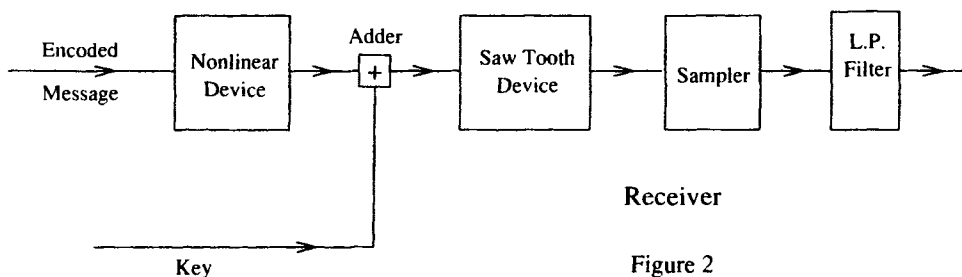 Encoded
Message
Nonlinear
Device
Adder
+
Saw Tooth
Device
Sampler
L.P.
Filter
Key
Receiver
Figure 2